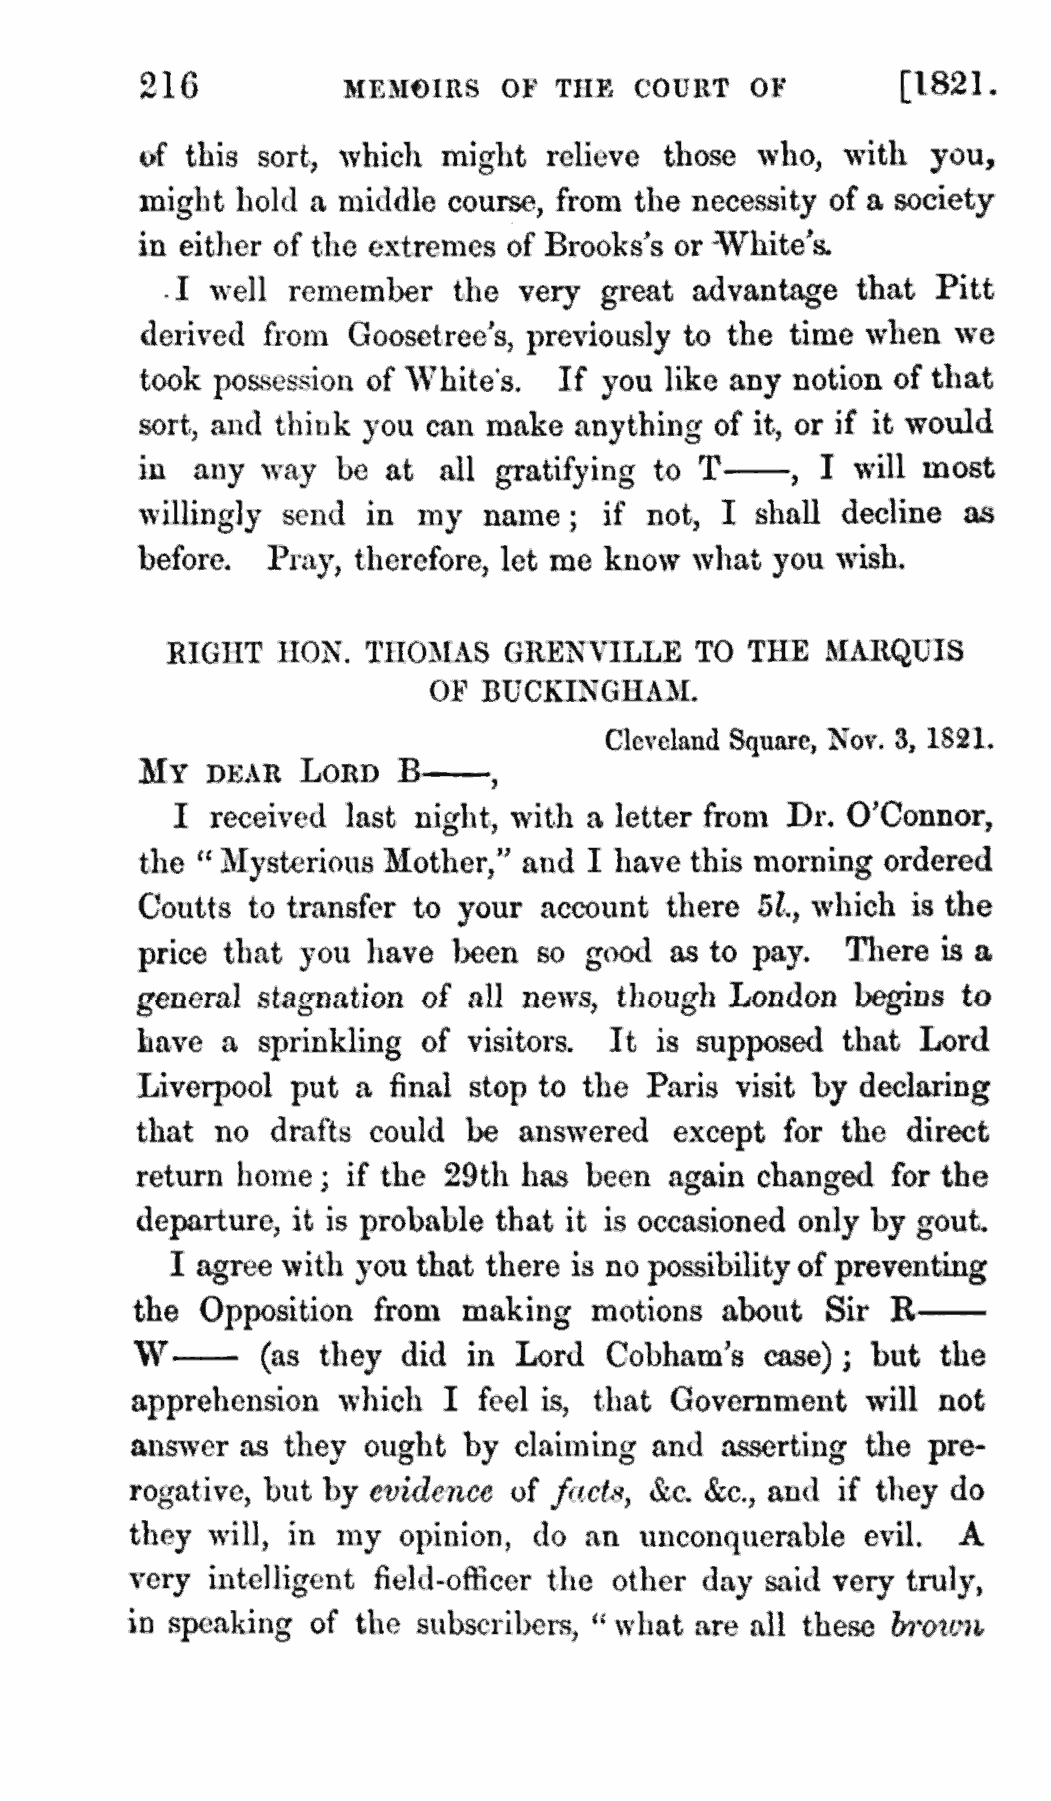 216 MEMOIRS OF THE COURT OF [1821.
of this sort, which might relieve those who, with you,
might hold a middle course, from the necessity of a society
in either of the extremes of Brooks's or White's.
I well remember the very great advantage that Pitt
derived from Goosetree's, previously to the time when we
took possession of White's. If you like any notion of that
sort, and think you can make anything of it, or if it would
in any way be at all gratifying to T——, I will most
willingly send in my name; if not, I shall decline as
before. Pray, therefore, let me know what you wish.
RIGHT HON. THOMAS GRENVILLE TO THE MARQUIS
OF BUCKINGHAM.
Cleveland Square, Nov. 3, 1821.
MY DEAR LORD B——,
I received last night, with a letter from Dr. O'Connor,
the "Mysterious Mother," and I have this morning ordered
Coutts to transfer to your account there 5l., which is the
price that you have been so good as to pay. There is a
general stagnation of all news, though London begins to
have a sprinkling of visitors. It is supposed that Lord
Liverpool put a final stop to the Paris visit by declaring
that no drafts could be answered except for the direct
return home; if the 29th has been again changed for the
departure, it is probable that it is occasioned only by gout.
I agree with you that there is no possibility of preventing
the Opposition from making motions about Sir R——
W—— (as they did in Lord Cobham's case); but the
apprehension which I feel is, that Government will not
answer as they ought by claiming and asserting the pre-
rogative, but by evidence of facts, &c. &c., and if they do
they will, in my opinion, do an unconquerable evil. A
very intelligent field-officer the other day said very truly,
in speaking of the subscribers, "what are all these brown